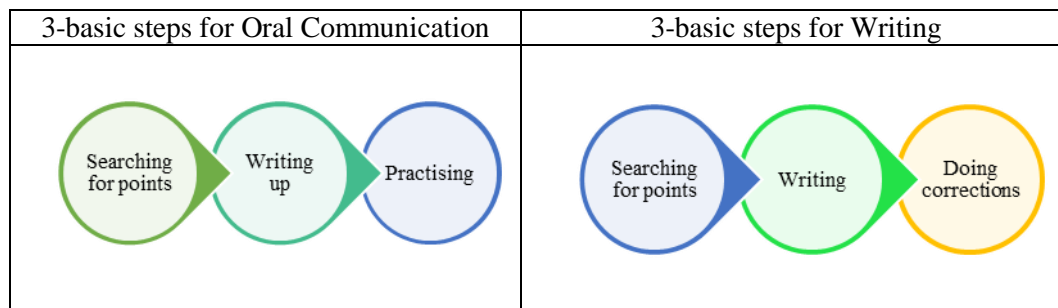 3-basic steps for Oral Communication
Searching
for points
Writing
up
Practising
3-basic steps for Writing
Searching
for points
Writing
Doing
corrections